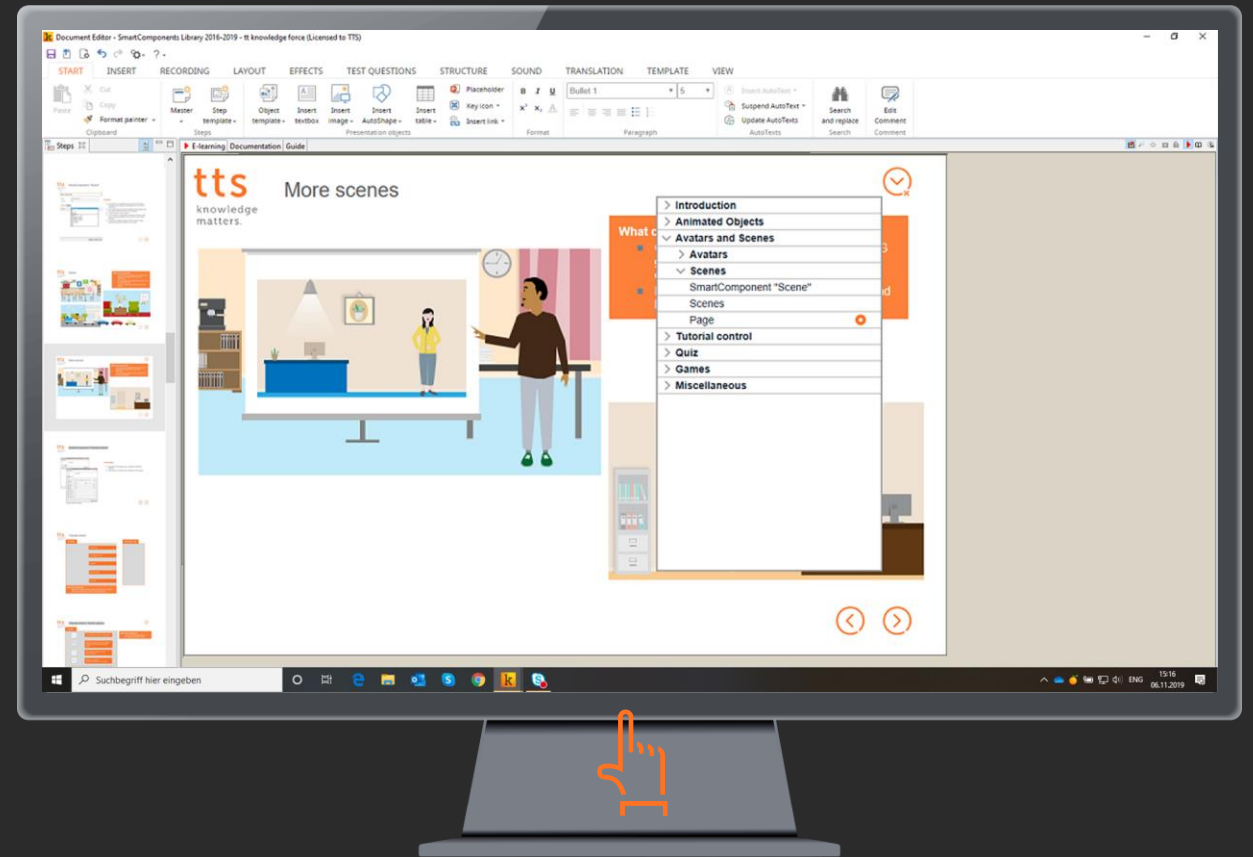 Document Editor - SmartComponents Library 2016-2019 - tt knowledge force (Licensed to TTS)
START INSERT RECORDING LAYOUT EFFECTS TEST QUESTIONS STRUCTURE SOUND TRANSLATION TEMPLATE VIEW
Paste
Cut
Copy
Format painter
Clipboard
Master
Step template
Steps
Object template
Insert textbox
Insert image
Insert AutoShape
Insert table
Placeholder
Key icon
Insert link
Presentation objects
B I U
Format
Bullet 1
5
Paragraph
Insert AutoText
Suspend AutoText
Update AutoTexts
AutoTexts
Search and replace
Search
Edit Comment
Comment
Steps
E-learning Documentation Guide
tts
knowledge
matters.
More scenes
What
Introduction
Animated Objects
Avatars and Scenes
Avatars
Scenes
SmartComponent "Scene"
Scenes
Page
Tutorial control
Quiz
Games
Miscellaneous
Suchbegriff hier eingeben
ENG
15:16
06.11.2019